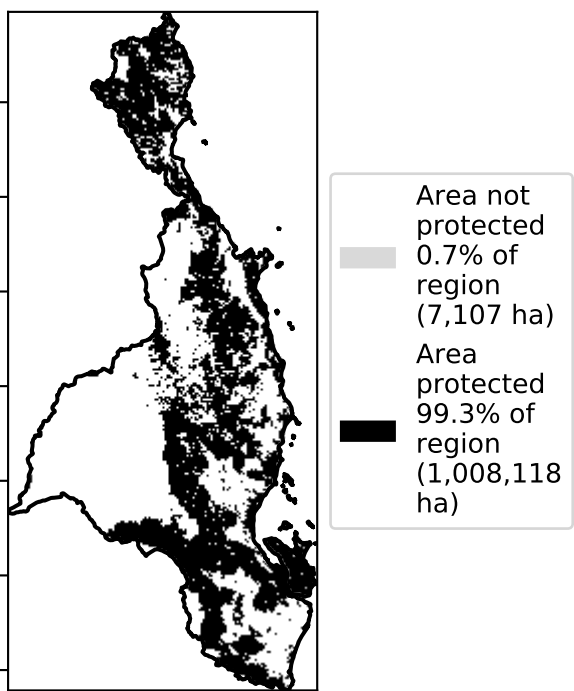 Area not
protected
0.7% of
region
(7,107 ha)
Area
protected
99.3% of
region
(1,008,118
ha)